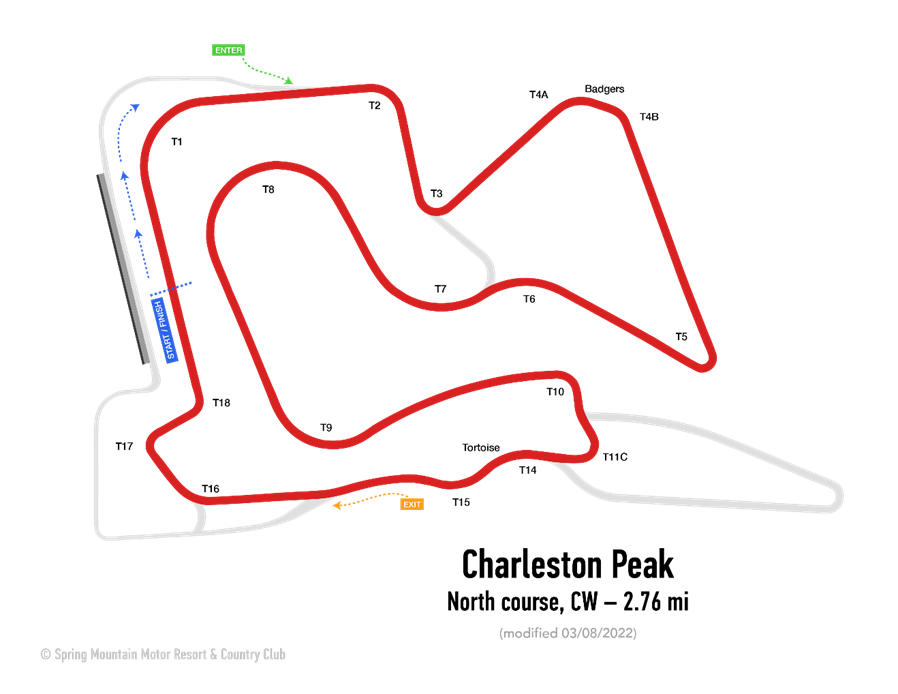 ENTER
T4A
Badgers
T2
T4B
T1
T8
T3
T7
T6
START / FINISH
T5
T10
T18
T9
T17
Tortoise
T11C
T14
T16
EXIT
T15
Charleston Peak
North course, CW – 2.76 mi
(modified 03/08/2022)
© Spring Mountain Motor Resort & Country Club